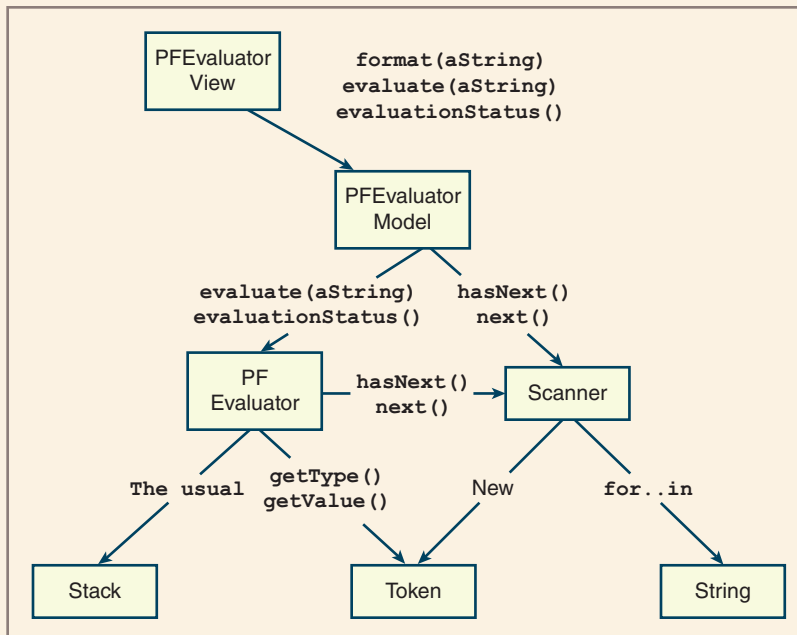 PFEvaluator
View
format(aString)
evaluate(aString)
evaluationStatus()
PFEvaluator
Model
evaluate(aString)
evaluationStatus()
hasNext()
next()
PF
Evaluator
hasNext()
next()
Scanner
The usual
getType()
getValue()
New
for..in
Stack
Token
String